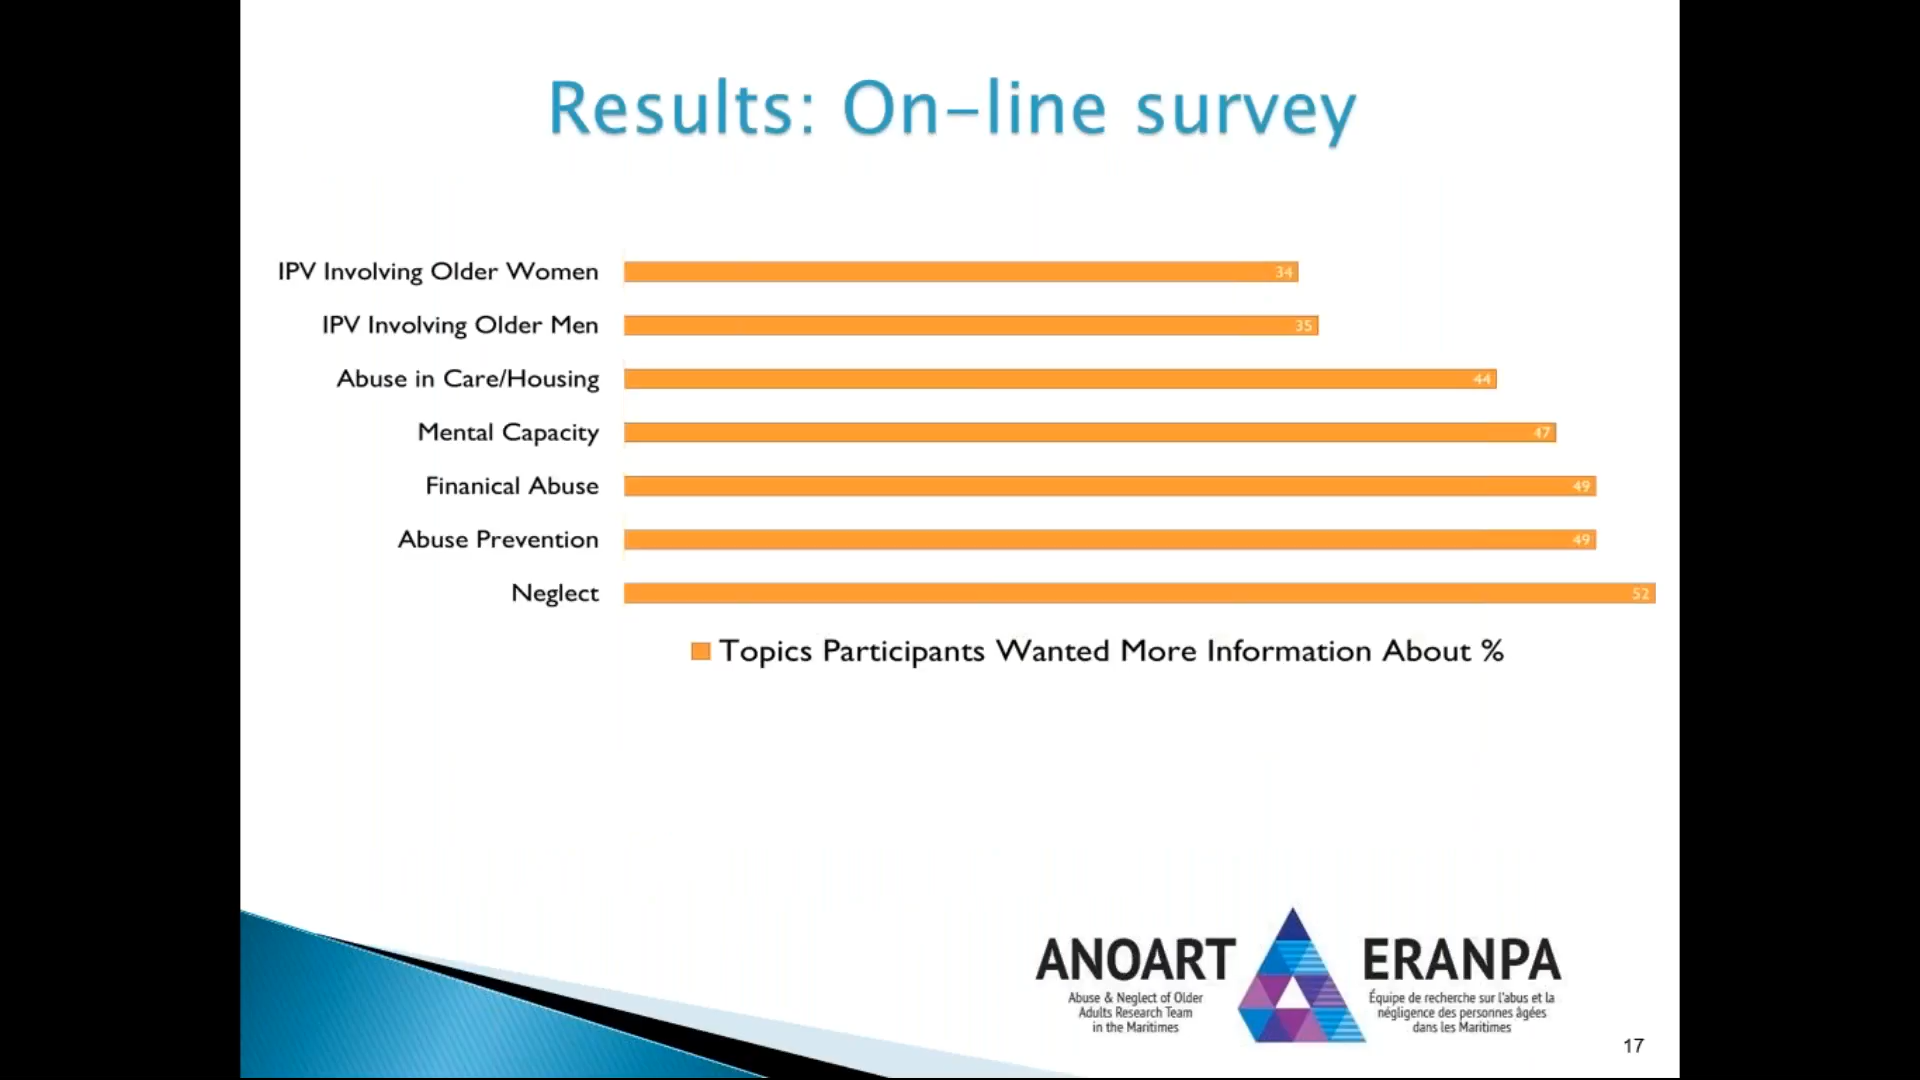 Results: On-line survey
IPV Involving Older Women 34
IPV Involving Older Men 35
Abuse in Care/Housing 44
Mental Capacity 47
Finanical Abuse 49
Abuse Prevention 49
Neglect 52
Topics Participants Wanted More Information About %
ANOART
Abuse & Neglect of Older
Adults Research Team
in the Maritimes
ERANPA
Équipe de recherche sur l'abus et la
négligence des personnes âgées
dans les Maritimes
17